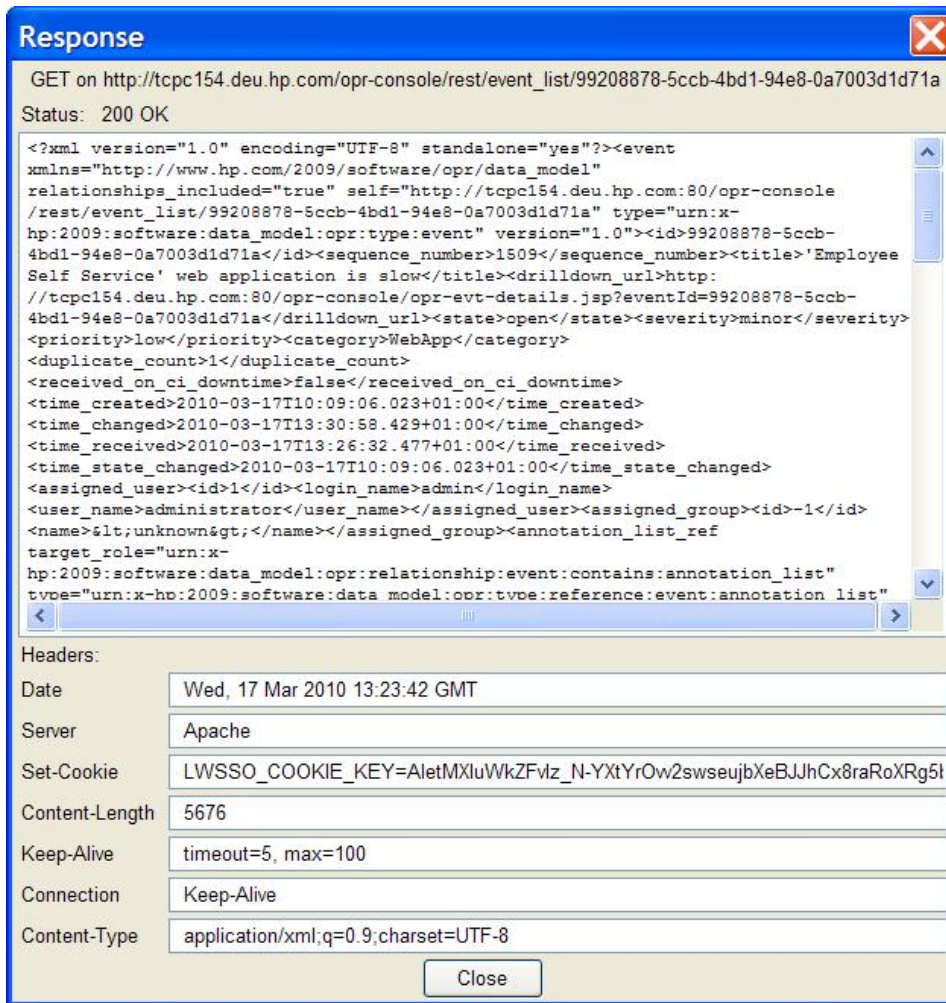 Response
GET on http://tcpc154.deu.hp.com/opr-console/rest/event_list/99208878-5ccb-4bd1-94e8-0a7003d1d71a
Status: 200 OK
<?xml version="1.0" encoding="UTF-8" standalone="yes"?><event
xmlns="http://www.hp.com/2009/software/opr/data_model"
relationships_included="true" self="http://tcpc154.deu.hp.com:80/opr-console
/rest/event_list/99208878-5ccb-4bd1-94e8-0a7003d1d71a" type="urn:x-
hp:2009:software:data_model:opr:type:event" version="1.0"><id>99208878-5ccb-
4bd1-94e8-0a7003d1d71a</id><sequence_number>1509</sequence_number><title>'Employee
Self Service' web application is slow</title><drilldown_url>http:
//tcpc154.deu.hp.com:80/opr-console/opr-evt-details.jsp?eventId=99208878-5ccb-
4bd1-94e8-0a7003d1d71a</drilldown_url><state>open</state><severity>minor</severity>
<priority>low</priority><category>WebApp</category>
<duplicate_count>1</duplicate_count>
<received_on_ci_downtime>false</received_on_ci_downtime>
<time_created>2010-03-17T10:09:06.023+01:00</time_created>
<time_changed>2010-03-17T13:30:58.429+01:00</time_changed>
<time_received>2010-03-17T13:26:32.477+01:00</time_received>
<time_state_changed>2010-03-17T10:09:06.023+01:00</time_state_changed>
<assigned_user><id>1</id><login_name>admin</login_name>
<user_name>administrator</user_name></assigned_user><assigned_group><id>-1</id>
<name>&lt;unknown&gt;</name></assigned_group><annotation_list_ref
target_role="urn:x-
hp:2009:software:data_model:opr:relationship:event:contains:annotation_list"
type="urn:x-hp:2009:software:data_model:opr:type:reference:event:annotation_list"
Headers:
Date Wed, 17 Mar 2010 13:23:42 GMT
Server Apache
Set-Cookie
Content-Length 5676
Keep-Alive timeout=5, max=100
Connection Keep-Alive
Content-Type application/xml;q=0.9;charset=UTF-8
Close